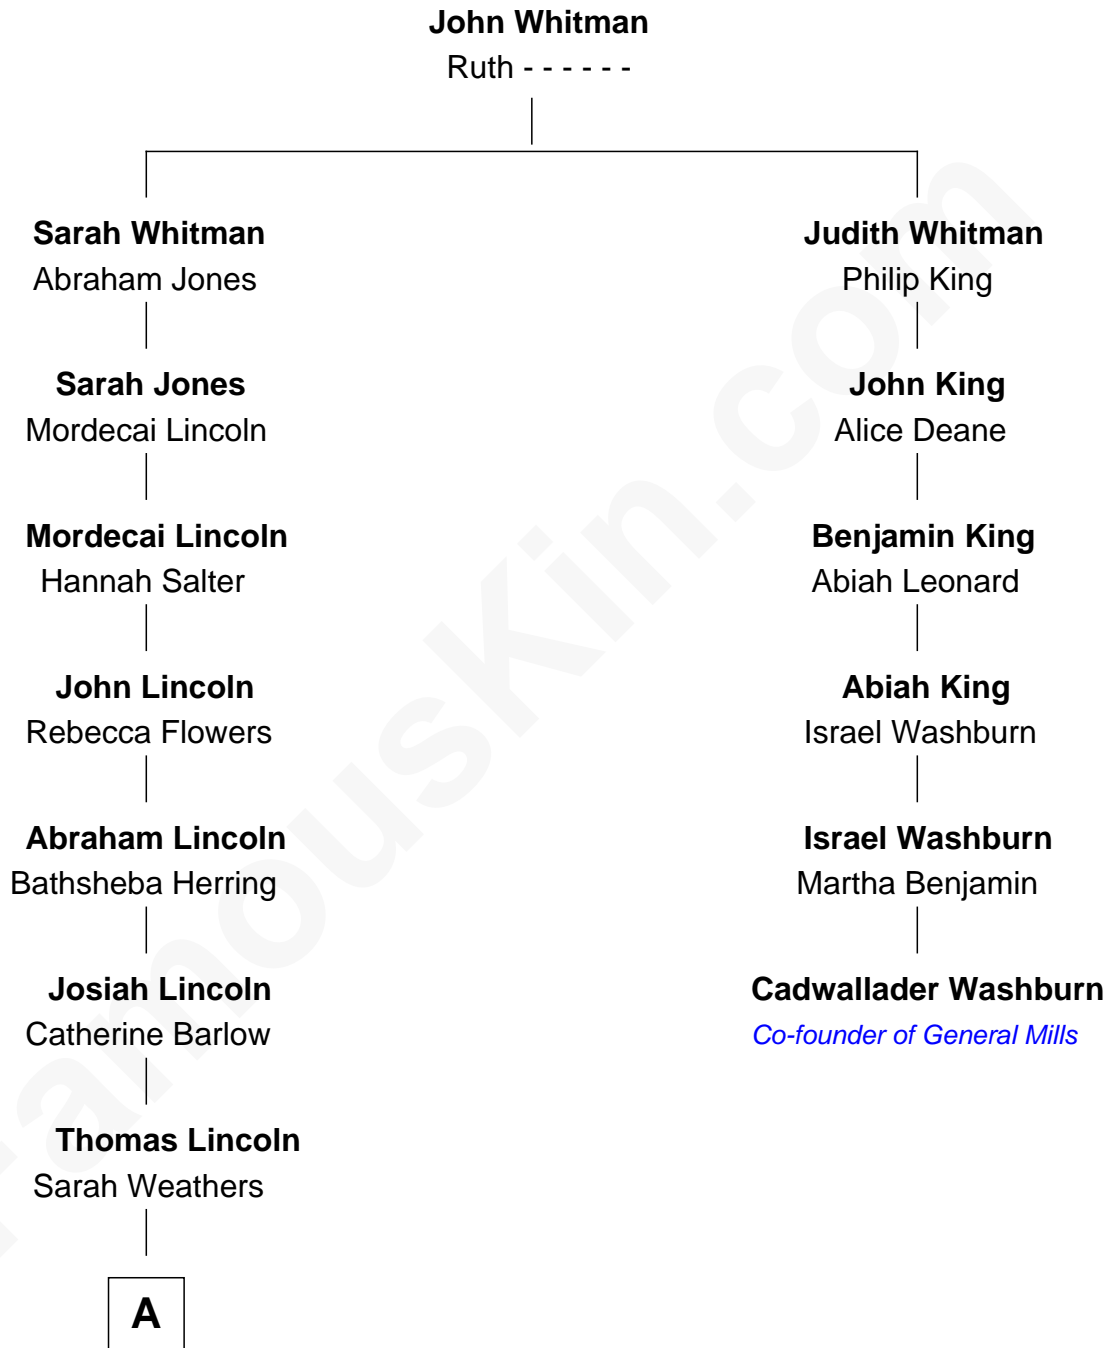 John Whitman
Ruth - - - - - -
Sarah Whitman
Abraham Jones
Judith Whitman
Philip King
Sarah Jones
Mordecai Lincoln
John King
Alice Deane
Mordecai Lincoln
Hannah Salter
Benjamin King
Abiah Leonard
John Lincoln
Rebecca Flowers
Abiah King
Israel Washburn
Abraham Lincoln
Bathsheba Herring
Israel Washburn
Martha Benjamin
Josiah Lincoln
Catherine Barlow
Cadwallader Washburn
Co-founder of General Mills
Thomas Lincoln
Sarah Weathers
A
FamousKin.com